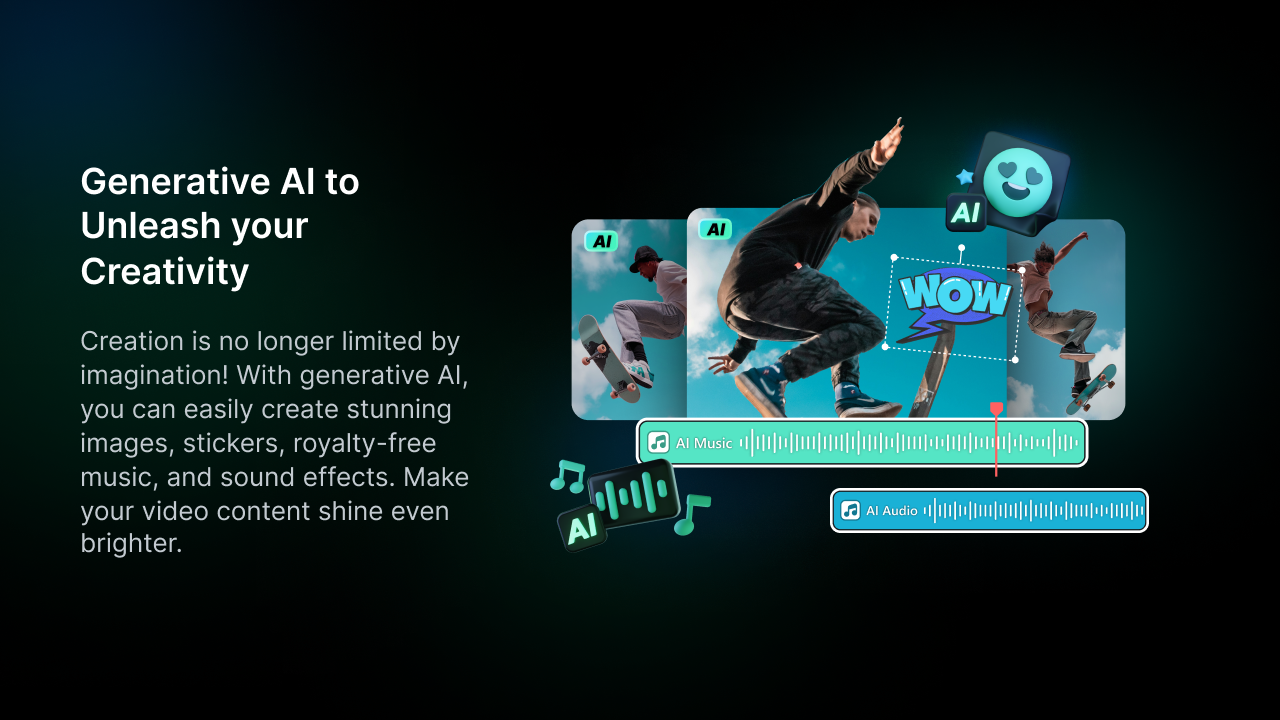 Generative AI to
Unleash your
Creativity
Creation is no longer limited by
imagination! With generative AI,
you can easily create stunning
images, stickers, royalty-free
music, and sound effects. Make
your video content shine even
brighter.
AI
AI
AI
WOW
AI Music
AI
AI Audio